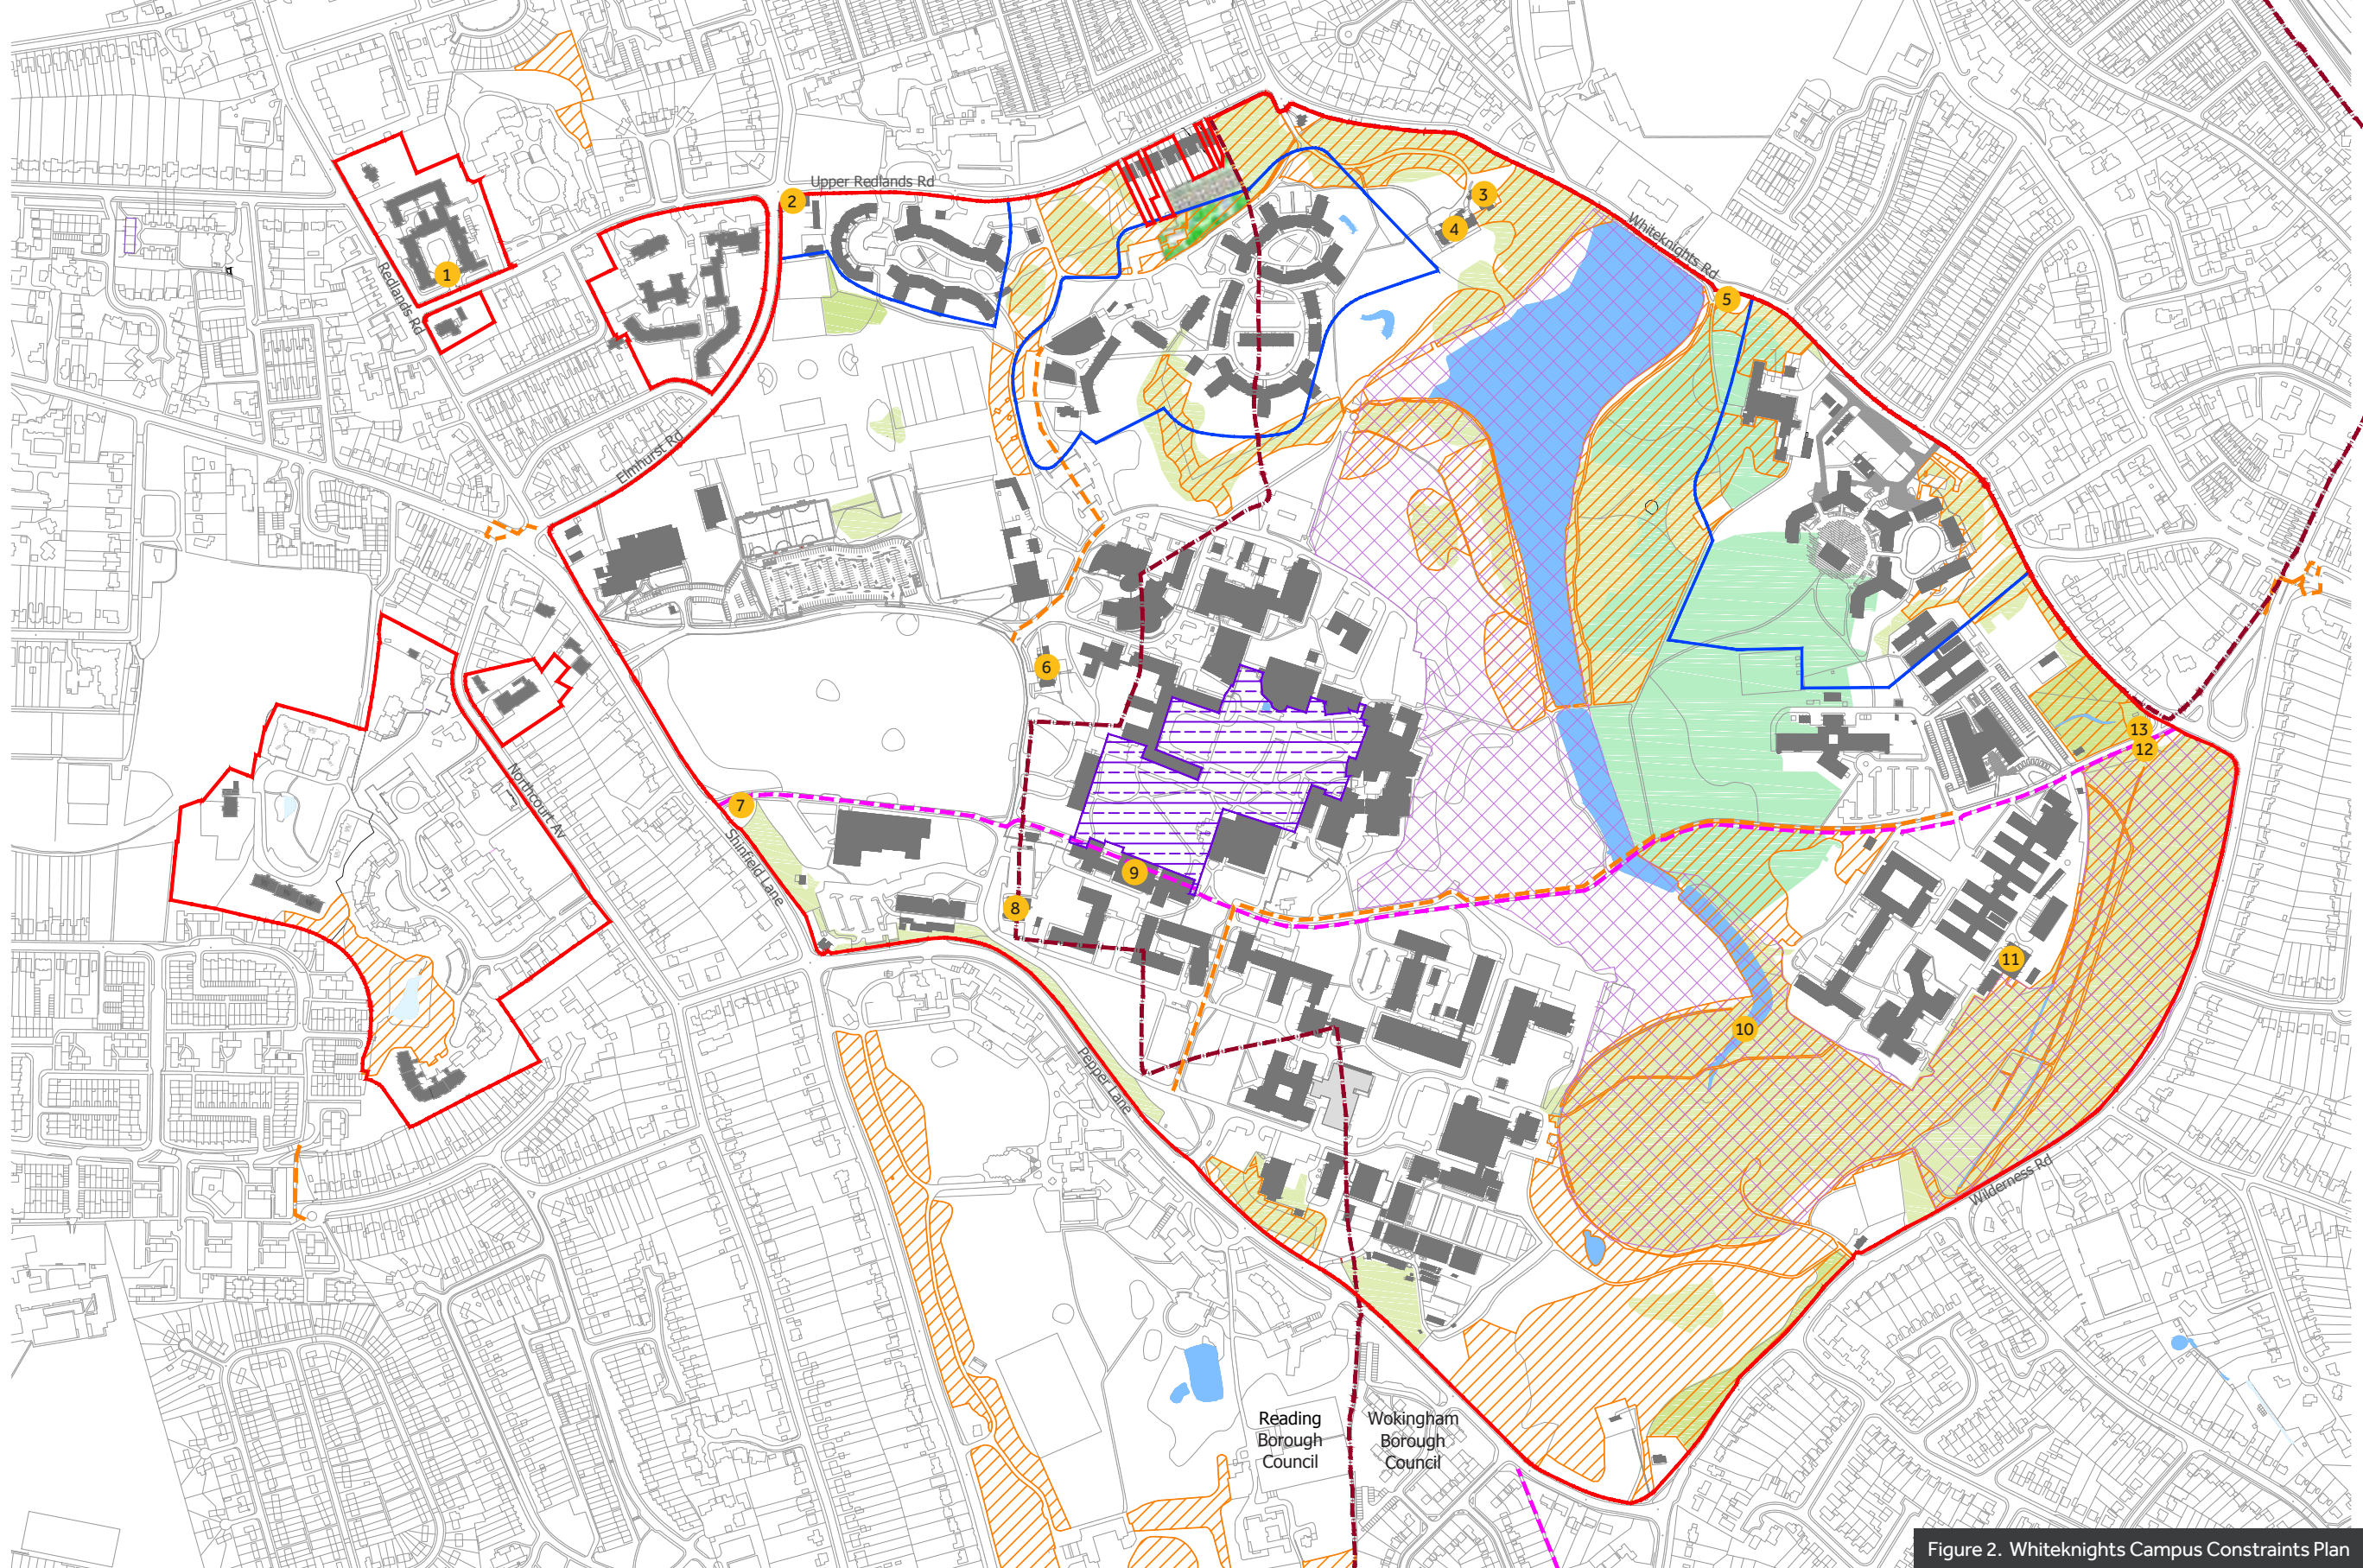 Upper Redlands Rd
2
3
4
Whiteknights Rd
1
Redlands Rd
5
Elmhurst Rd
6
13
12
Northcourt Av
7
Shinfield Lane
9
8
11
10
Pepper Lane
Wilderness Rd
Reading
Borough
Council
Wokingham
Borough
Council
Figure 2. Whiteknights Campus Constraints Plan